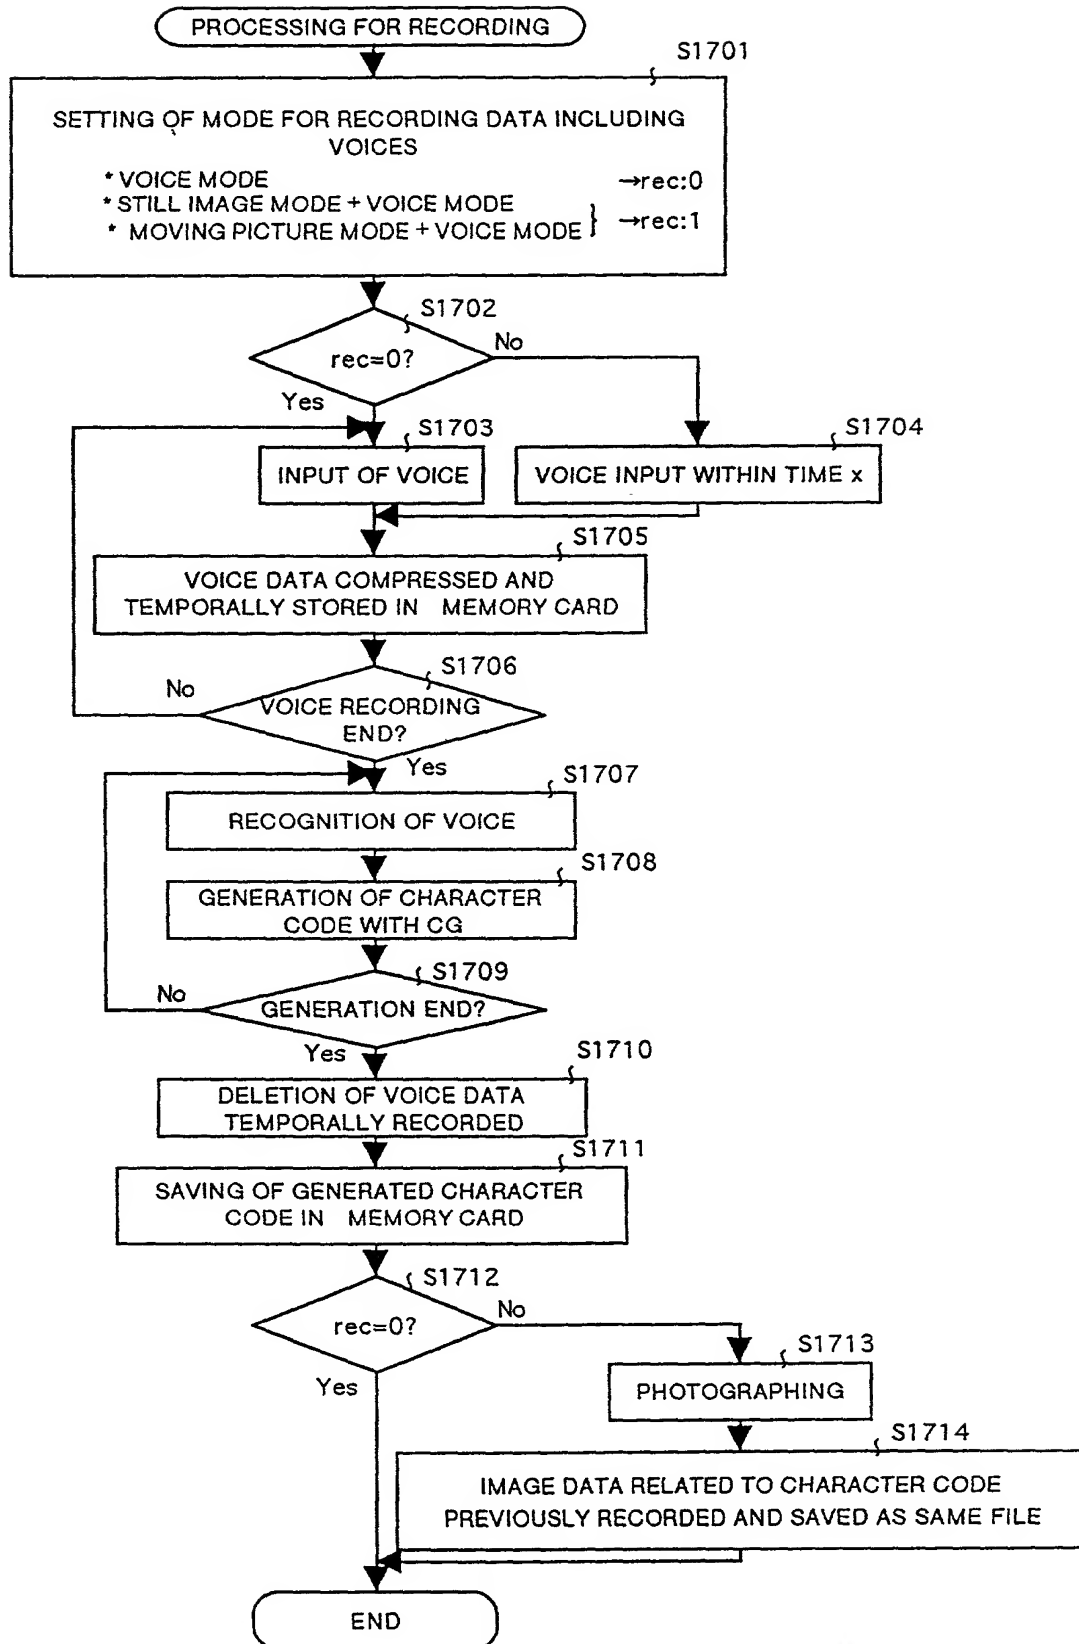 PROCESSING FOR RECORDING
S1701
SETTING OF MODE FOR RECORDING DATA INCLUDING
VOICES
* VOICE MODE →rec:0
* STILL IMAGE MODE + VOICE MODE
* MOVING PICTURE MODE + VOICE MODE } →rec:1
S1702
rec=0?
No
Yes
S1703
S1704
INPUT OF VOICE
VOICE INPUT WITHIN TIME x
S1705
VOICE DATA COMPRESSED AND
TEMPORALLY STORED IN MEMORY CARD
S1706
No
VOICE RECORDING
END?
Yes
S1707
RECOGNITION OF VOICE
S1708
GENERATION OF CHARACTER
CODE WITH CG
S1709
No
GENERATION END?
Yes
S1710
DELETION OF VOICE DATA
TEMPORALLY RECORDED
S1711
SAVING OF GENERATED CHARACTER
CODE IN MEMORY CARD
S1712
No
rec=0?
Yes
S1713
PHOTOGRAPHING
S1714
IMAGE DATA RELATED TO CHARACTER CODE
PREVIOUSLY RECORDED AND SAVED AS SAME FILE
END